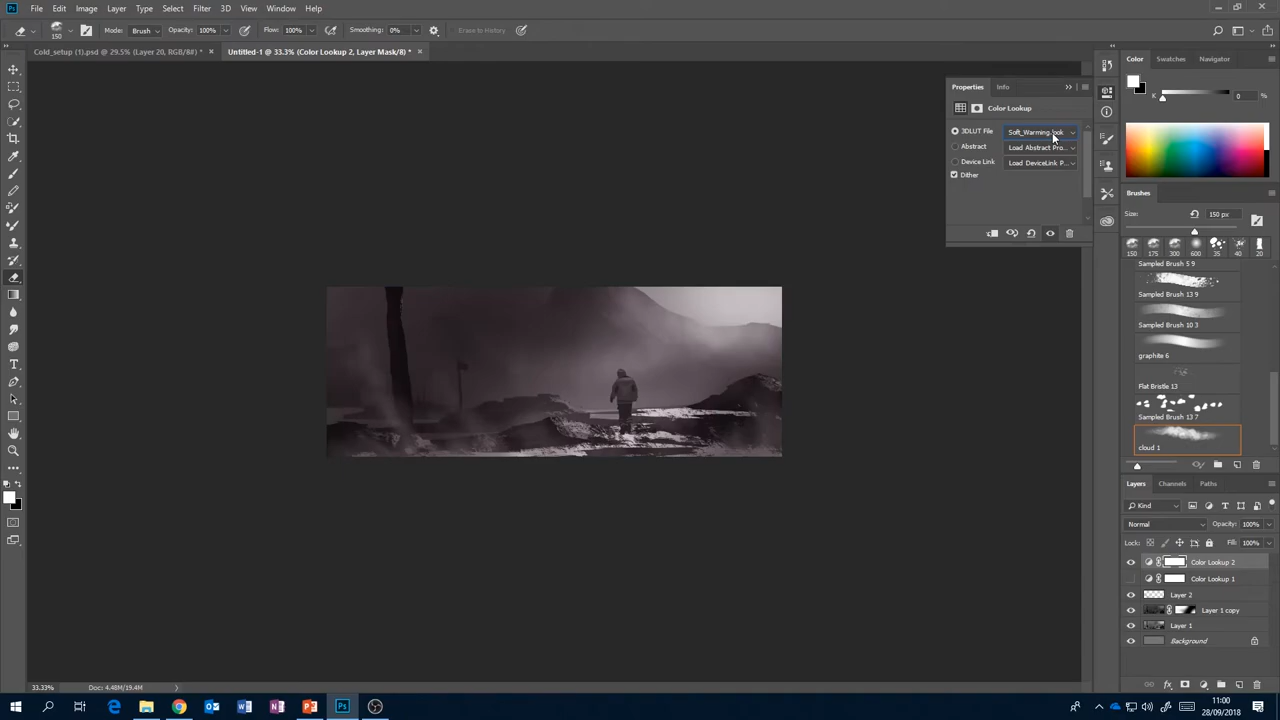 File Edit Image Layer Type Select Filter 3D View Window Help
150 Mode: Brush Opacity: 100% Flow: 100% Smoothing: 0% Erase to History
Cold_setup (1).psd @ 29.5% (Layer 20, RGB/8#) * × Untitled-1 @ 33.3% (Color Lookup 2, Layer Mask/8) * ×
Color Swatches Navigator
K 0 %
Properties Info
Color Lookup
3DLUT File Soft_Warming.look
Abstract Load Abstract Pro...
Device Link Load DeviceLink P...
Dither
Brushes
Size: 150 px
150 175 300 600 35 40 20
Sampled Brush 5 9
Sampled Brush 13 9
Sampled Brush 10 3
graphite 6
Flat Bristle 13
Sampled Brush 13 7
cloud 1
Layers Channels Paths
Kind
Normal Opacity: 100%
Lock: Fill: 100%
Color Lookup 2
Color Lookup 1
Layer 2
Layer 1 copy
Layer 1
Background
33.33% Doc: 4.48M/19.4M
11:00
28/09/2018